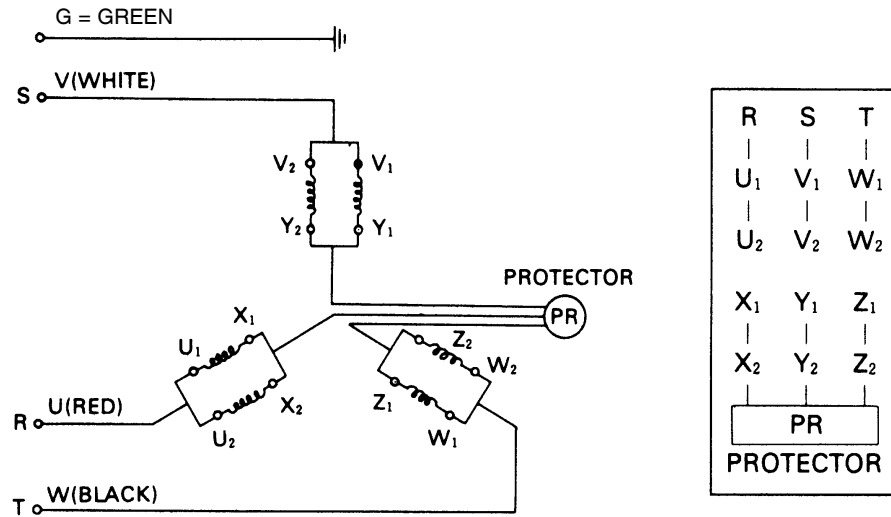 G = GREEN
V(WHITE)
S
V₂ V₁
Y₂ Y₁
PROTECTOR
PR
X₁
U₁
Z₂
W₂
X₂
Z₁
U(RED)
R
U₂
W₁
W(BLACK)
T
R S T
U₁ V₁ W₁
U₂ V₂ W₂
X₁ Y₁ Z₁
X₂ Y₂ Z₂
PR
PROTECTOR